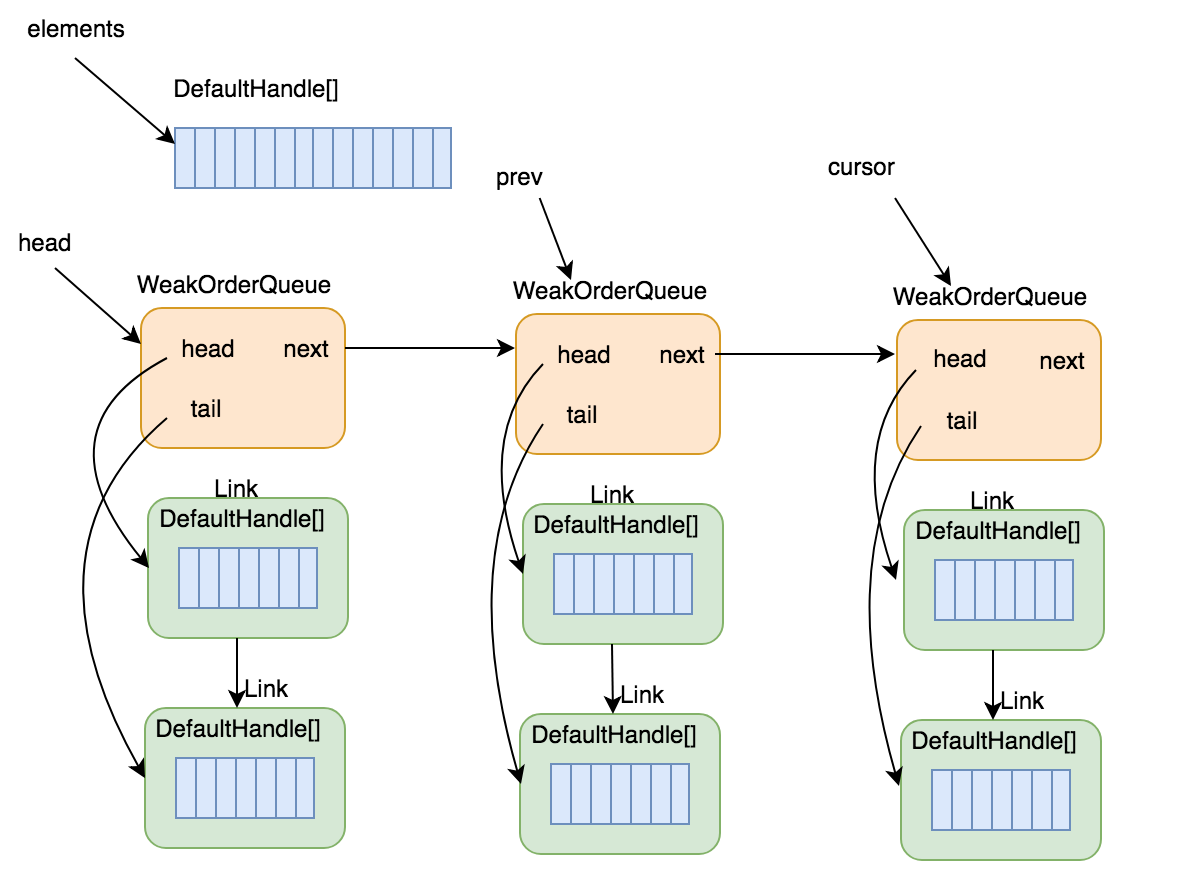 elements
DefaultHandle[]
prev
cursor
head
WeakOrderQueue
WeakOrderQueue
WeakOrderQueue
head next
tail
head next
tail
head next
tail
Link
DefaultHandle[]
Link
DefaultHandle[]
Link
DefaultHandle[]
Link
DefaultHandle[]
Link
DefaultHandle[]
Link
DefaultHandle[]